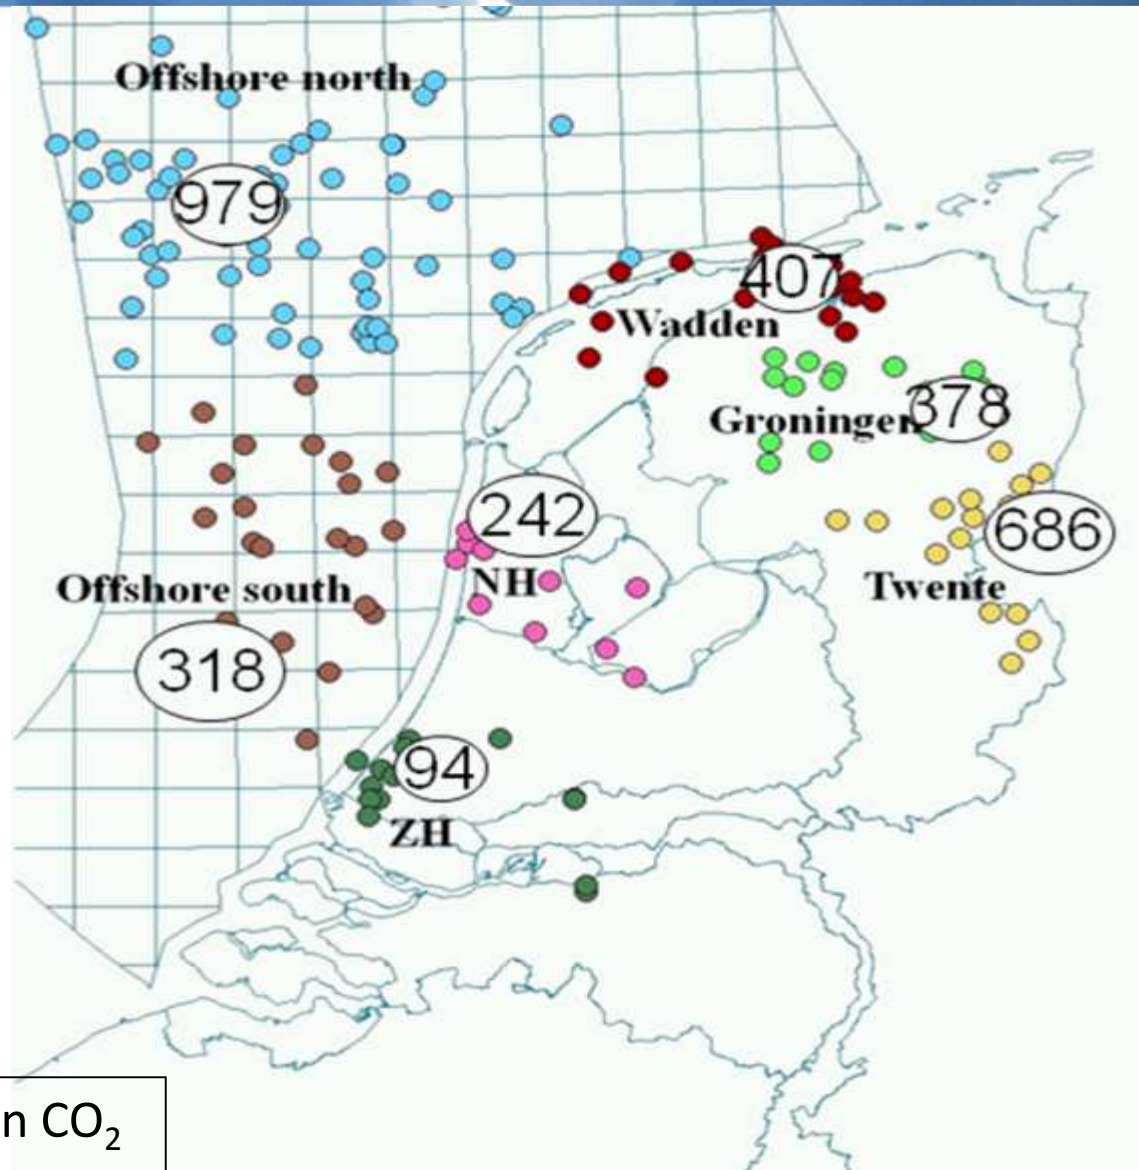 Offshore north
979
407
Wadden
378
Groningen
242
686
NH
Twente
Offshore south
318
94
ZH
n CO₂